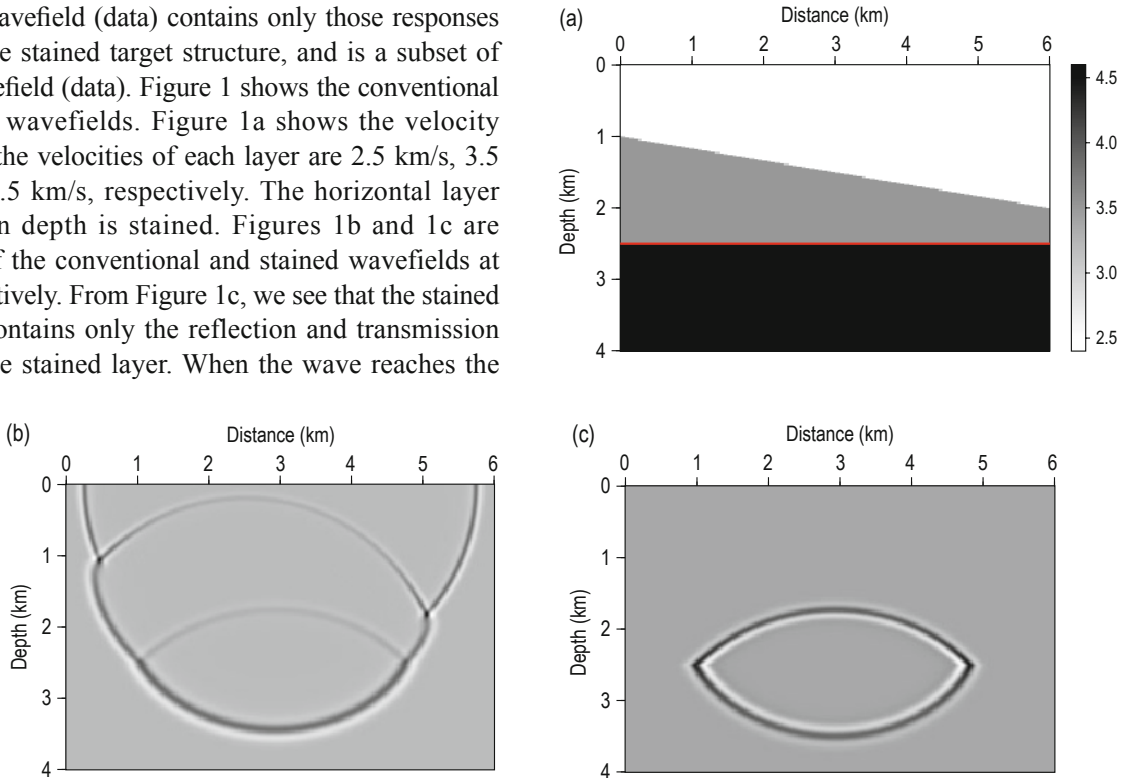 avefield (data) contains only those responses
e stained target structure, and is a subset of
efield (data). Figure 1 shows the conventional
wavefields. Figure 1a shows the velocity
the velocities of each layer are 2.5 km/s, 3.5
.5 km/s, respectively. The horizontal layer
n depth is stained. Figures 1b and 1c are
f the conventional and stained wavefields at
tively. From Figure 1c, we see that the stained
ontains only the reflection and transmission
e stained layer. When the wave reaches the
(a)
Distance (km)
0 1 2 3 4 5 6
Depth (km)
0
1
2
3
4
4.5
4.0
3.5
3.0
2.5
(b)
Distance (km)
0 1 2 3 4 5 6
Depth (km)
0
1
2
3
4
(c)
Distance (km)
0 1 2 3 4 5 6
Depth (km)
0
1
2
3
4